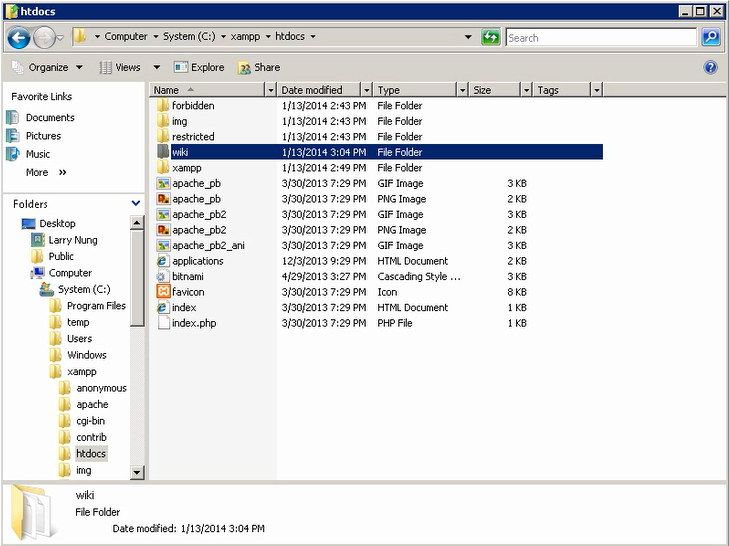 htdocs
Computer System (C:) xampp htdocs Search
Organize Views Explore Share
Favorite Links
Documents
Pictures
Music
More
Folders
Desktop
Larry Nung
Public
Computer
System (C:)
Program Files
temp
Users
Windows
xampp
anonymous
apache
cgi-bin
contrib
htdocs
img
Name Date modified Type Size Tags
forbidden 1/13/2014 2:43 PM File Folder
img 1/13/2014 2:43 PM File Folder
restricted 1/13/2014 2:43 PM File Folder
wiki 1/13/2014 3:04 PM File Folder
xampp 1/13/2014 2:49 PM File Folder
apache_pb 3/30/2013 7:29 PM GIF Image 3 KB
apache_pb 3/30/2013 7:29 PM PNG Image 2 KB
apache_pb2 3/30/2013 7:29 PM GIF Image 3 KB
apache_pb2 3/30/2013 7:29 PM PNG Image 2 KB
apache_pb2_ani 3/30/2013 7:29 PM GIF Image 3 KB
applications 12/3/2013 9:29 PM HTML Document 2 KB
bitnami 4/29/2013 3:27 PM Cascading Style ... 3 KB
favicon 3/30/2013 7:29 PM Icon 8 KB
index 3/30/2013 7:29 PM HTML Document 1 KB
index.php 3/30/2013 7:29 PM PHP File 1 KB
wiki
File Folder
Date modified: 1/13/2014 3:04 PM